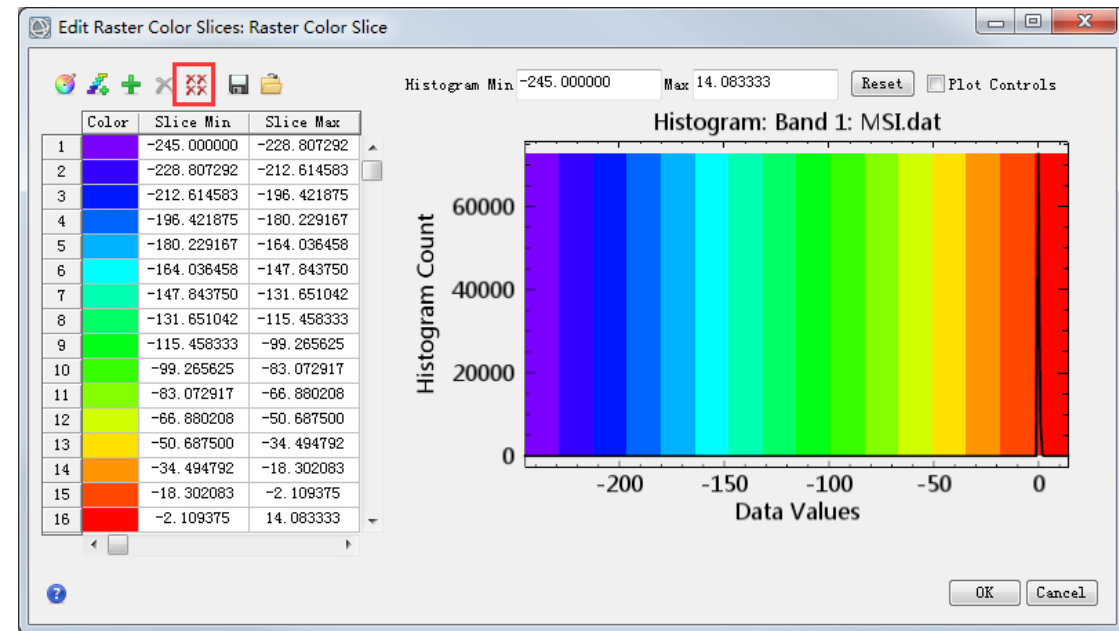 Edit Raster Color Slices: Raster Color Slice
Histogram Min -245.000000 Max 14.083333 Reset Plot Controls
Color Slice Min Slice Max
1 -245.000000 -228.807292
2 -228.807292 -212.614583
3 -212.614583 -196.421875
4 -196.421875 -180.229167
5 -180.229167 -164.036458
6 -164.036458 -147.843750
7 -147.843750 -131.651042
8 -131.651042 -115.458333
9 -115.458333 -99.265625
10 -99.265625 -83.072917
11 -83.072917 -66.880208
12 -66.880208 -50.687500
13 -50.687500 -34.494792
14 -34.494792 -18.302083
15 -18.302083 -2.109375
16 -2.109375 14.083333
Histogram: Band 1: MSI.dat
Histogram Count
60000
40000
20000
0
-200 -150 -100 -50 0
Data Values
OK Cancel